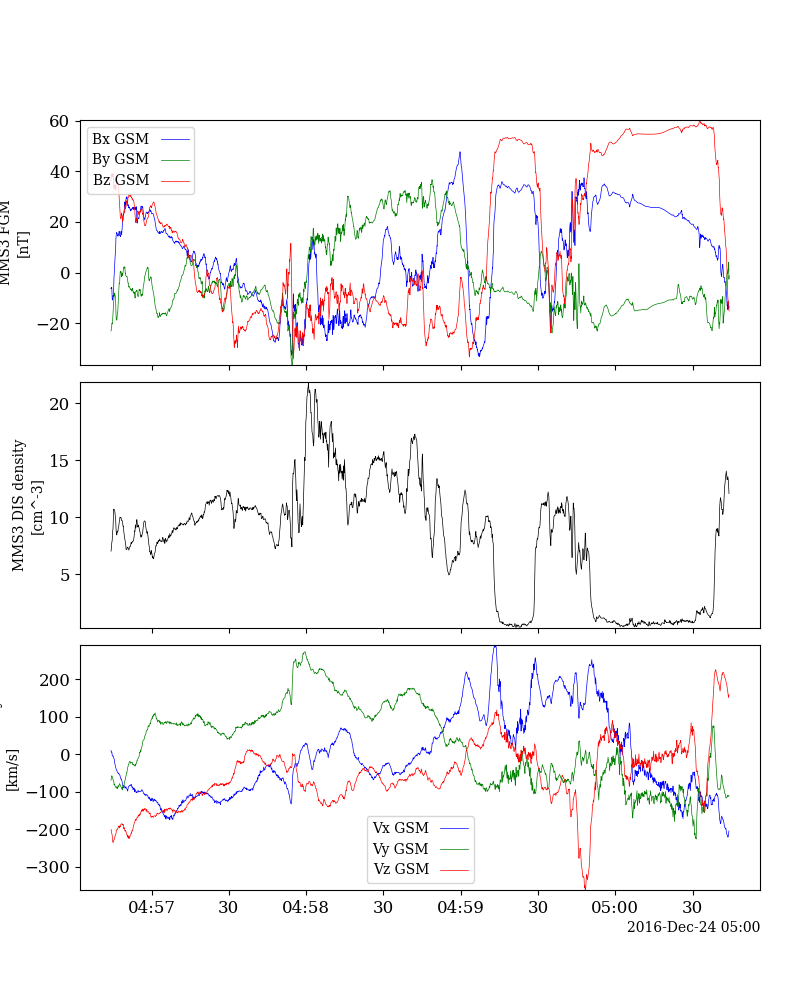 60
40
20
0
−20
MMS3 FGM
[nT]
Bx GSM
By GSM
Bz GSM
20
15
10
5
MMS3 DIS density
[cm^-3]
200
100
0
−100
−200
−300
[km/s]
Vx GSM
Vy GSM
Vz GSM
04:57 30 04:58 30 04:59 30 05:00 30
2016-Dec-24 05:00